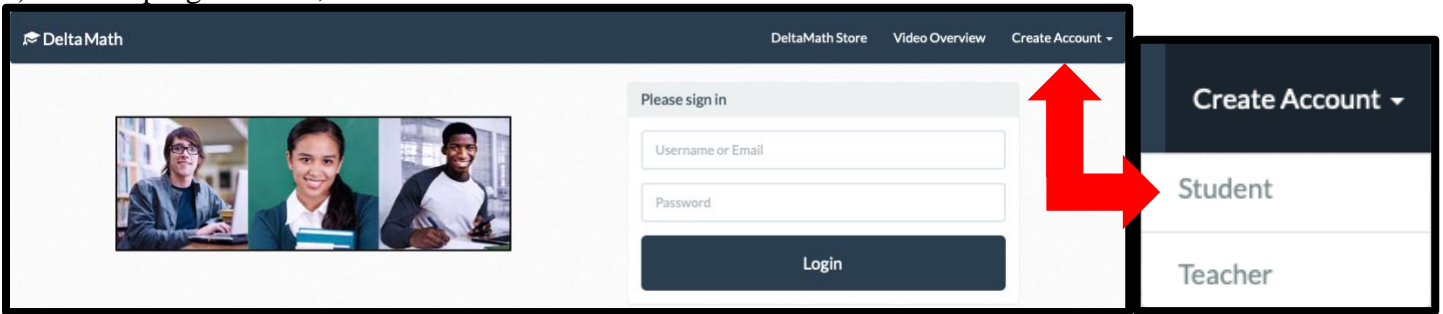 DeltaMath
DeltaMath Store Video Overview Create Account
Please sign in
Username or Email
Password
Login
Create Account
Student
Teacher